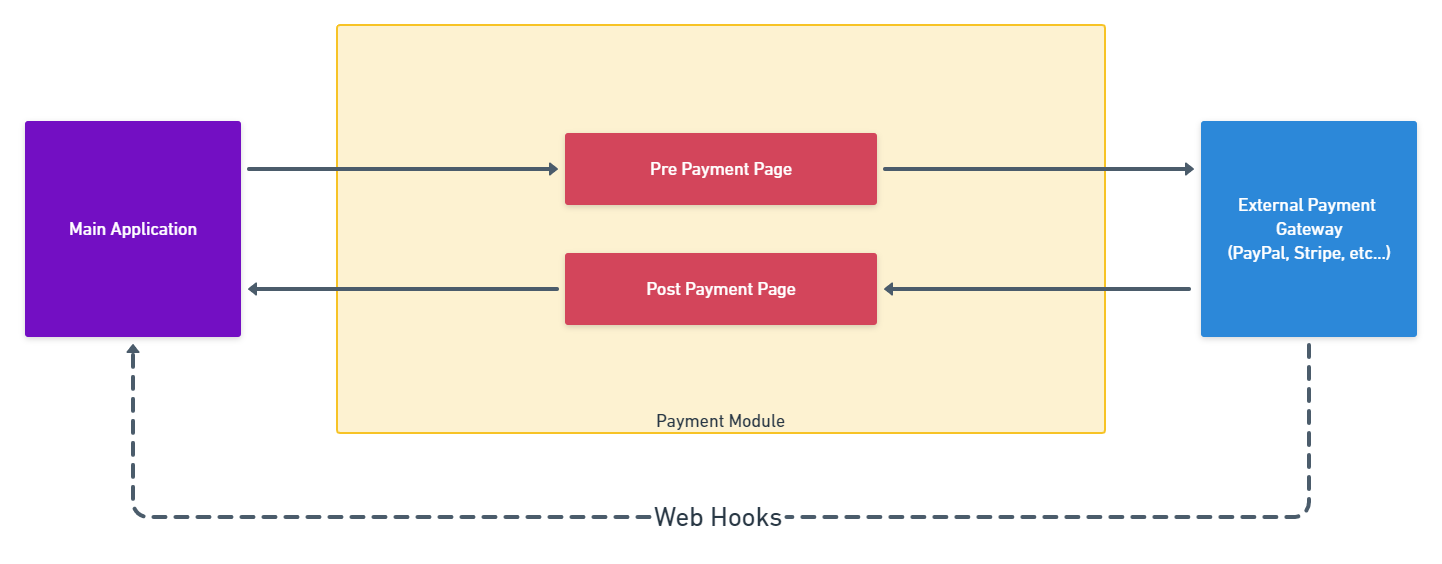 Pre Payment Page
Main Application
External Payment
Gateway
(PayPal, Stripe, etc...)
Post Payment Page
Payment Module
Web Hooks